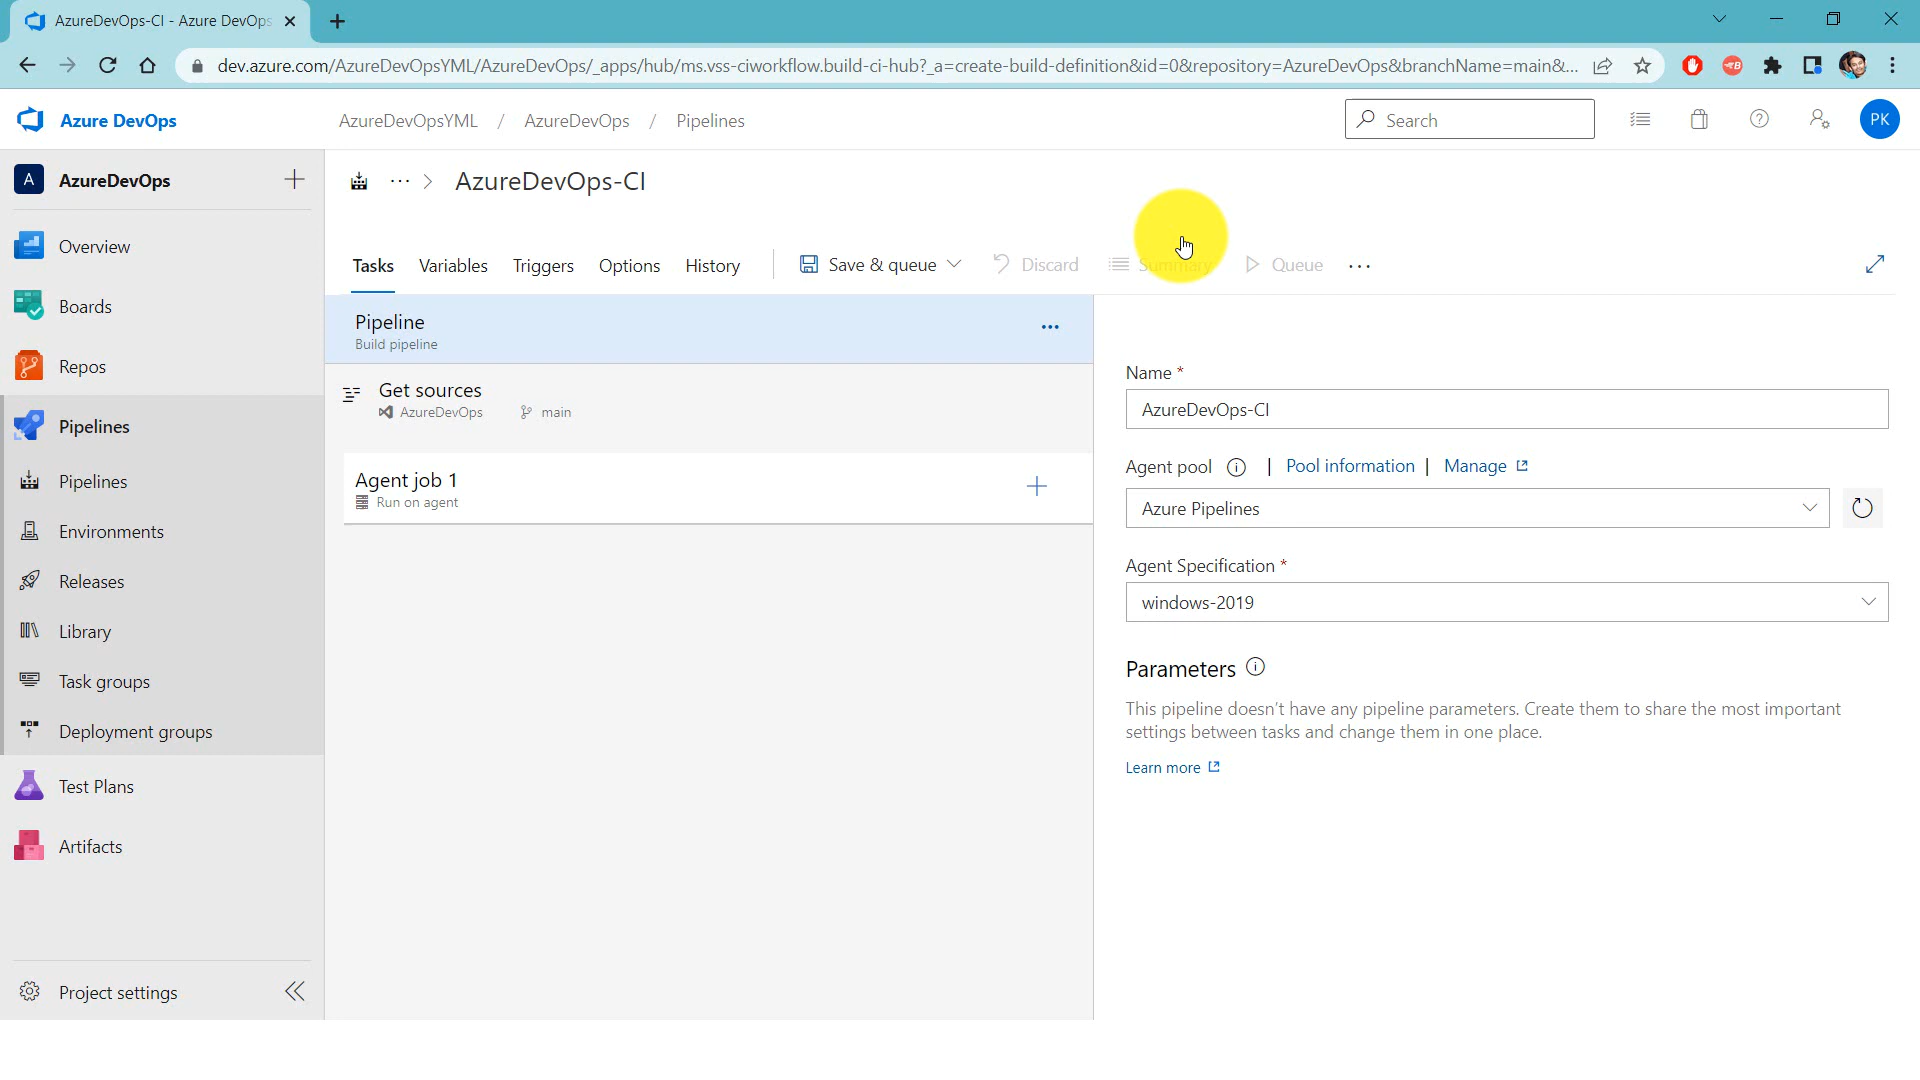 AzureDevOps-CI - Azure DevOps
dev.azure.com/AzureDevOpsYML/AzureDevOps/_apps/hub/ms.vss-ciworkflow.build-ci-hub?_a=create-build-definition&id=0&repository=AzureDevOps&branchName=main&...
Azure DevOps
AzureDevOpsYML / AzureDevOps / Pipelines
Search
PK
A AzureDevOps
Overview
Boards
Repos
Pipelines
Pipelines
Environments
Releases
Library
Task groups
Deployment groups
Test Plans
Artifacts
Project settings
··· > AzureDevOps-CI
Tasks Variables Triggers Options History Save & queue Discard Summary Queue ···
Pipeline
Build pipeline
Get sources
AzureDevOps main
Agent job 1
Run on agent
Name *
AzureDevOps-CI
Agent pool | Pool information | Manage
Azure Pipelines
Agent Specification *
windows-2019
Parameters
This pipeline doesn't have any pipeline parameters. Create them to share the most important
settings between tasks and change them in one place.
Learn more